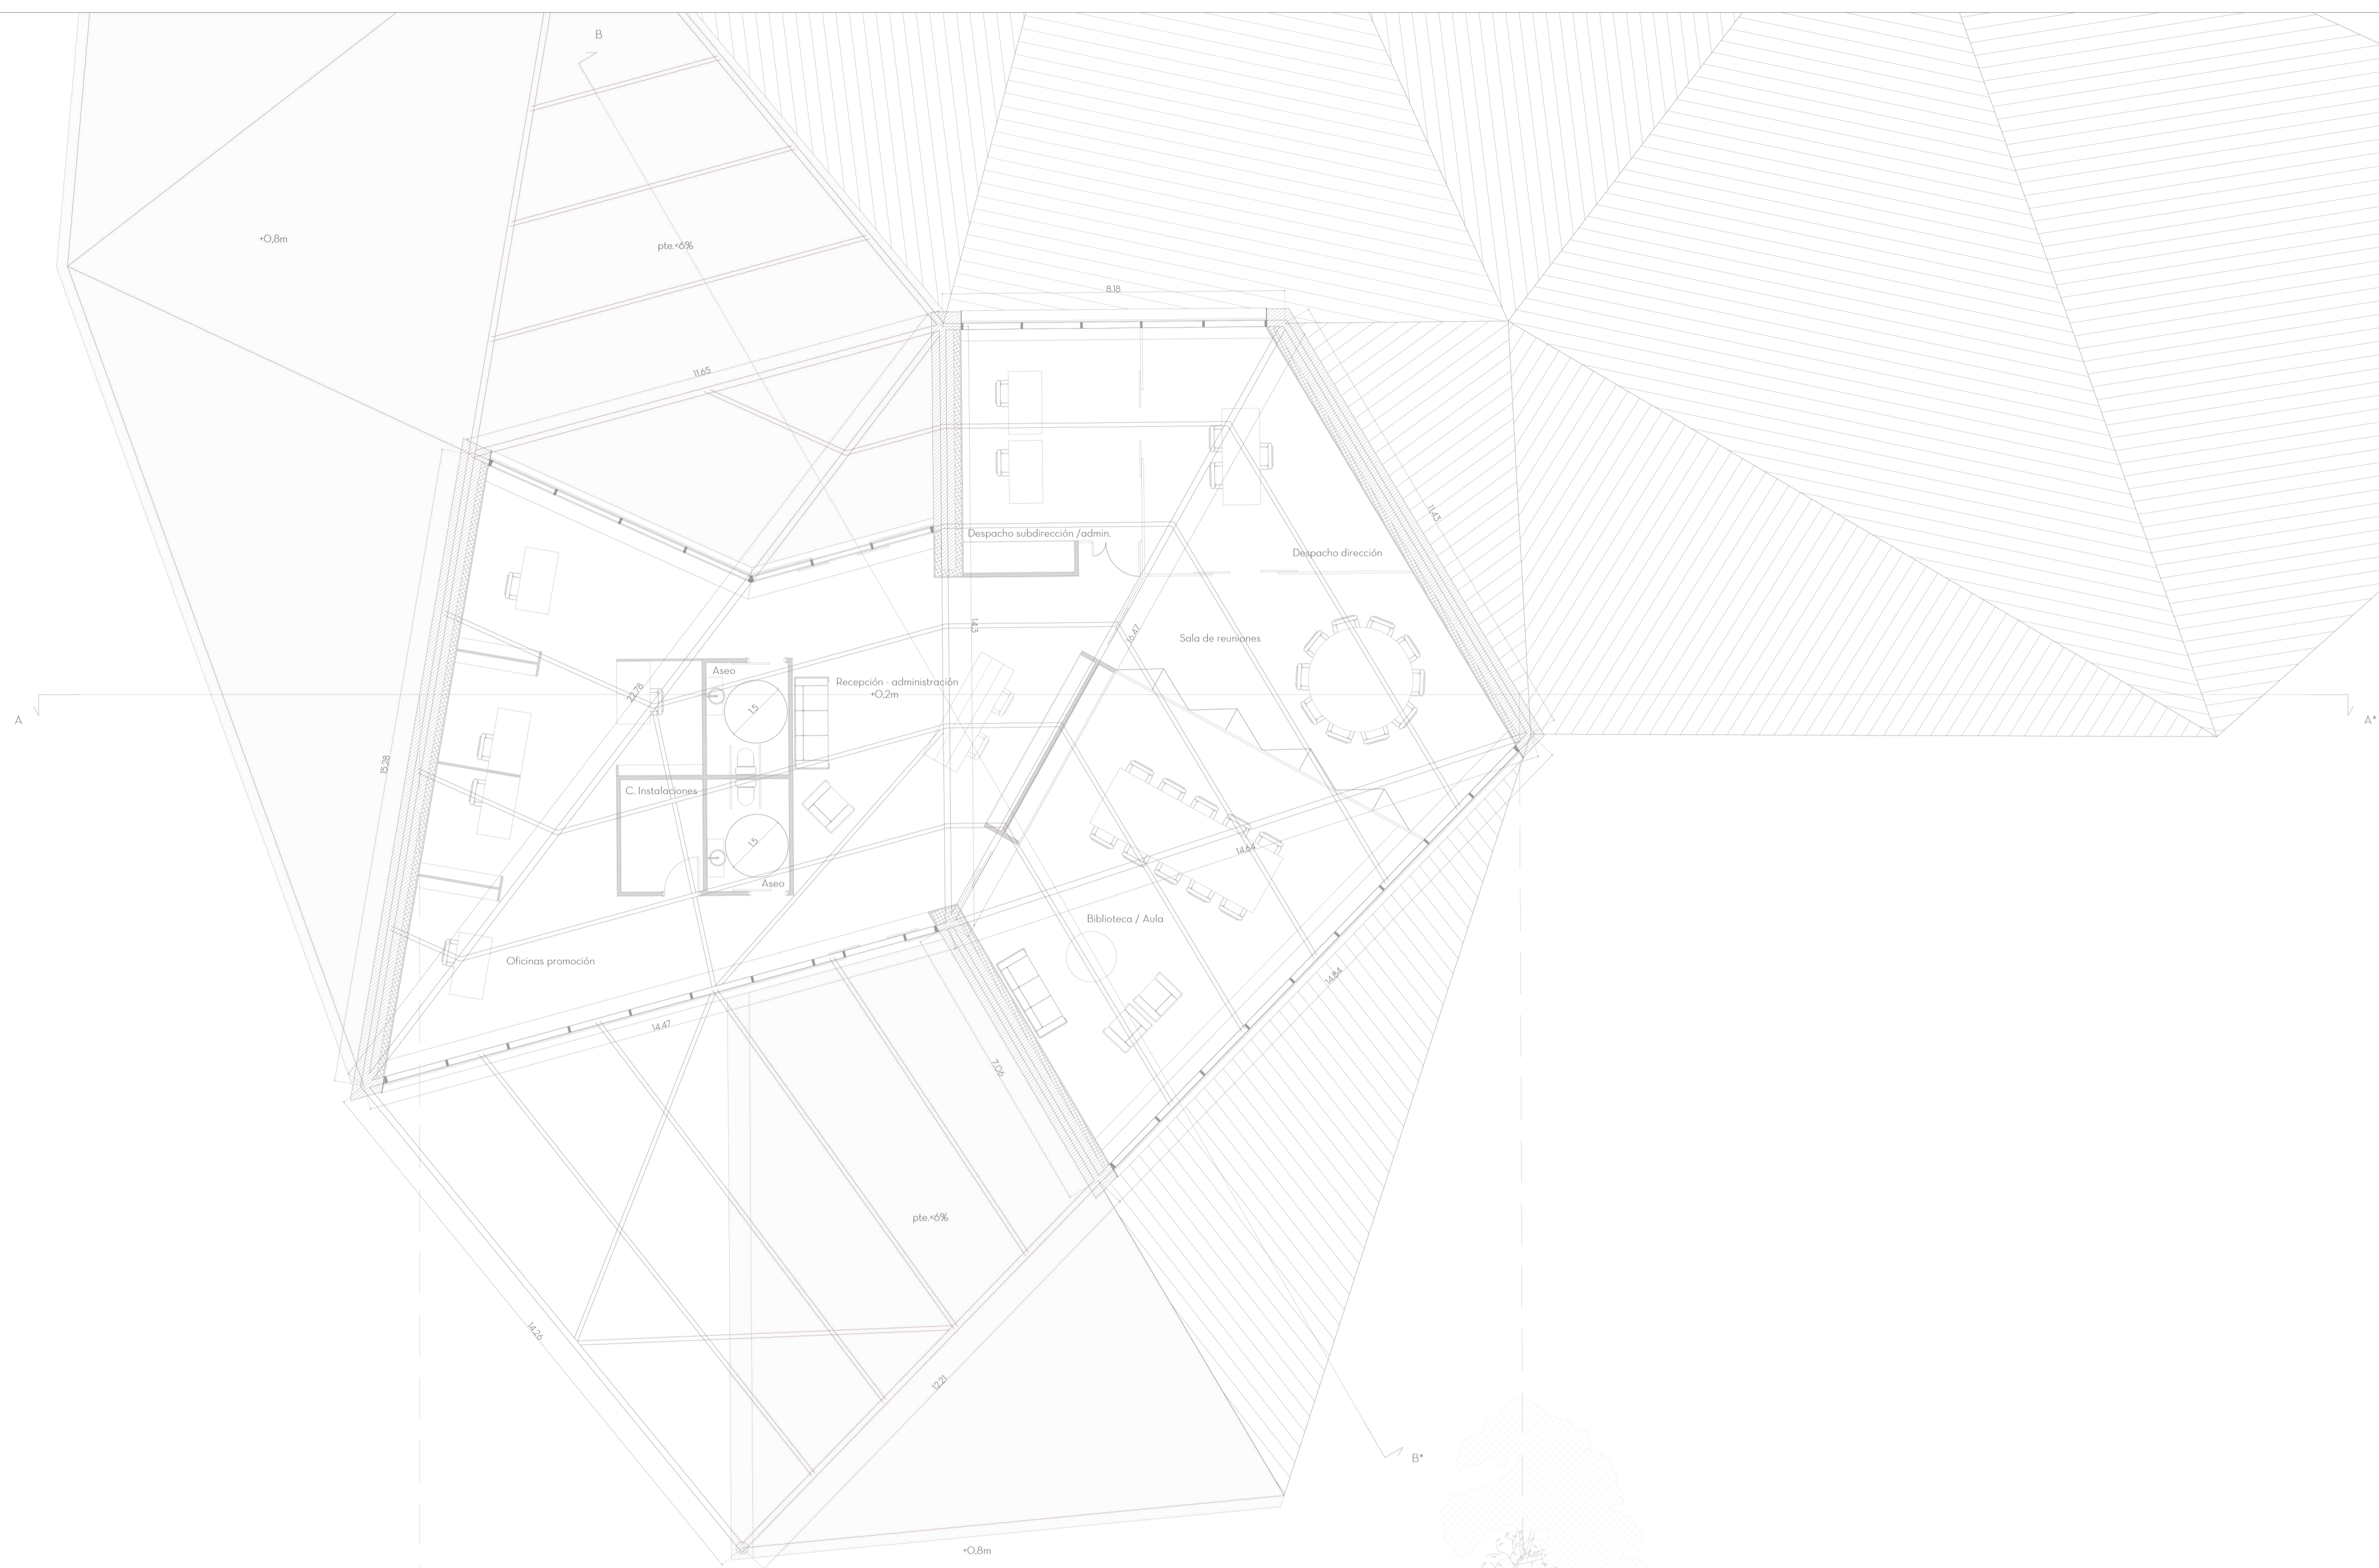 B
+0,8m
pte.<6%
8.18
11.65
11.43
Despacho subdirección /admin.
Despacho dirección
14.3
16.47
Sala de reuniones
Aseo
Recepción - administración
+0,2m
22.78
1.5
A
A*
15.28
C. Instalaciones
1.5
14.64
Aseo
Biblioteca / Aula
Oficinas promoción
14.84
14.47
7.06
pte.<6%
14.26
12.21
B*
+0,8m